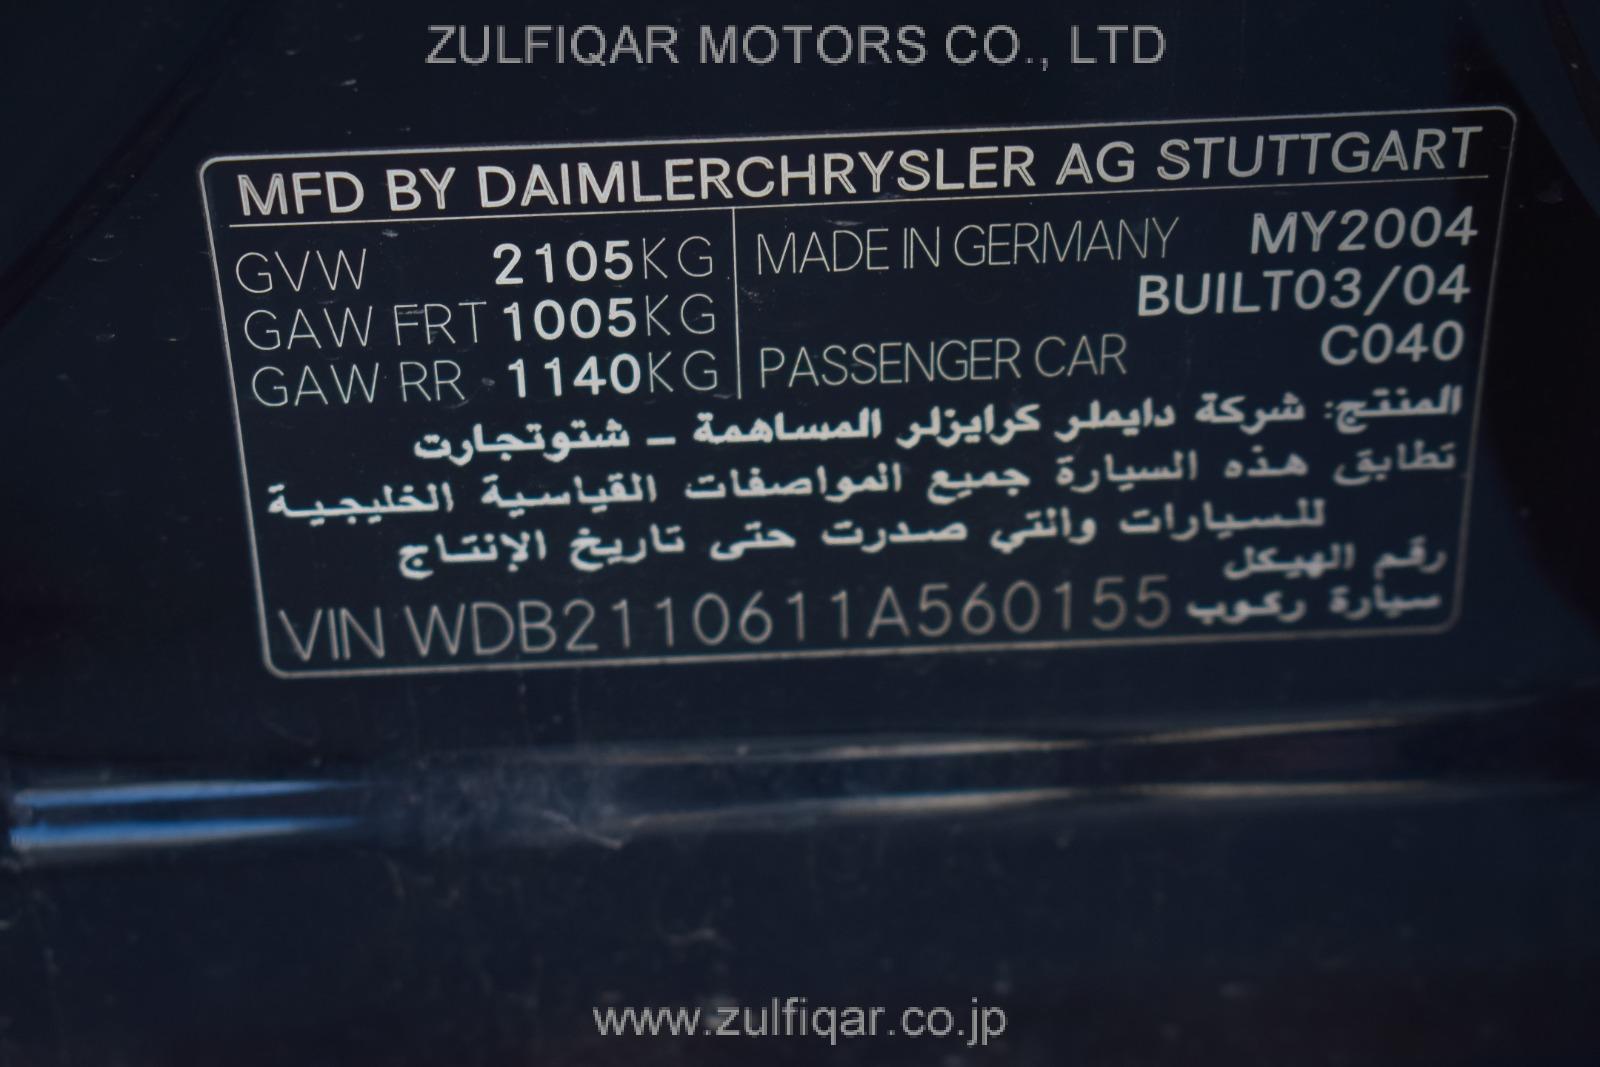 ZULFIQAR MOTORS CO., LTD
MFD BY DAIMLERCHRYSLER AG STUTTGART
GVW 2105KG MADE IN GERMANY MY2004
GAW FRT 1005KG BUILT03/04
GAW RR 1140KG PASSENGER CAR C040
المنتج: شركة دايملر كرايزلر المساهمة - شتوتجارت
تطابق هذه السيارة جميع المواصفات القياسية الخليجية
للسيارات والتي صدرت حتى تاريخ الإنتاج
رقم الهيكل
VIN WDB2110611A560155 سيارة ركوب
www.zulfiqar.co.jp